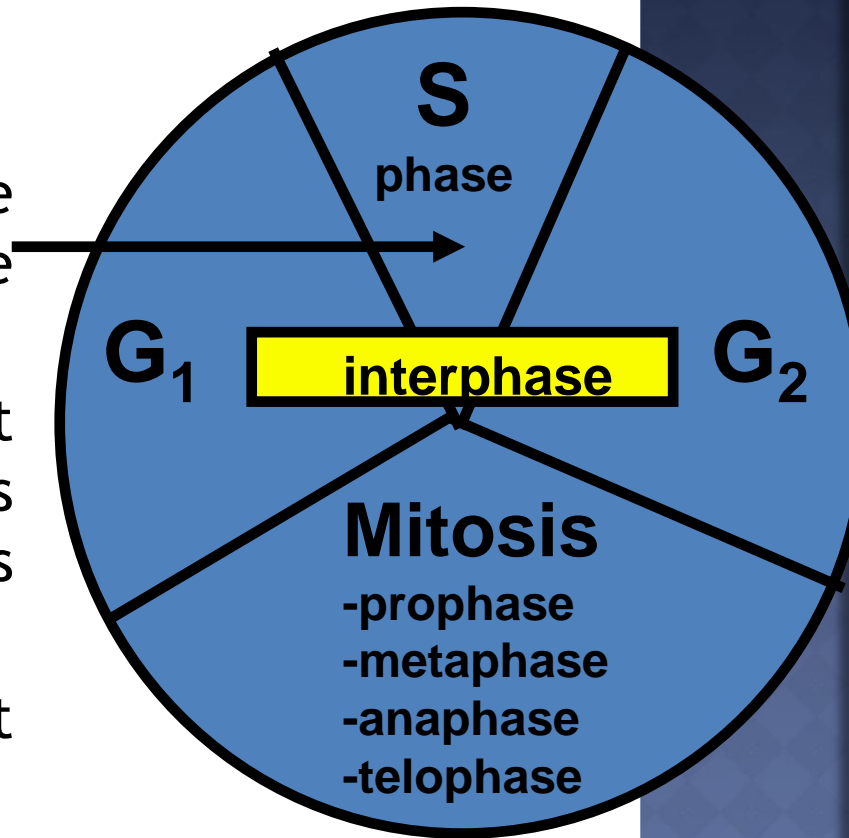 S
phase
e
e
G₁
interphase
G₂
t
s
s
Mitosis
-prophase
-metaphase
-anaphase
-telophase
t